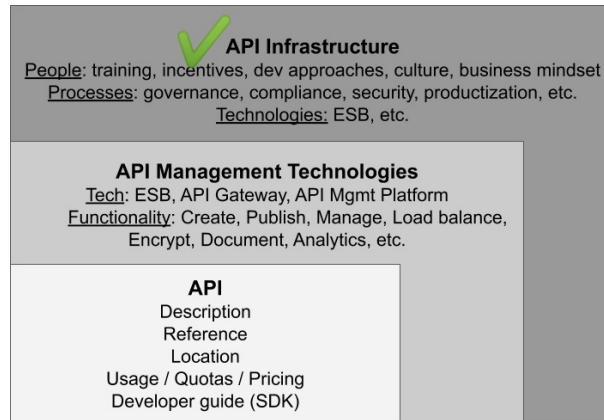 API Infrastructure
People: training, incentives, dev approaches, culture, business mindset
Processes: governance, compliance, security, productization, etc.
Technologies: ESB, etc.
API Management Technologies
Tech: ESB, API Gateway, API Mgmt Platform
Functionality: Create, Publish, Manage, Load balance,
Encrypt, Document, Analytics, etc.
API
Description
Reference
Location
Usage / Quotas / Pricing
Developer guide (SDK)